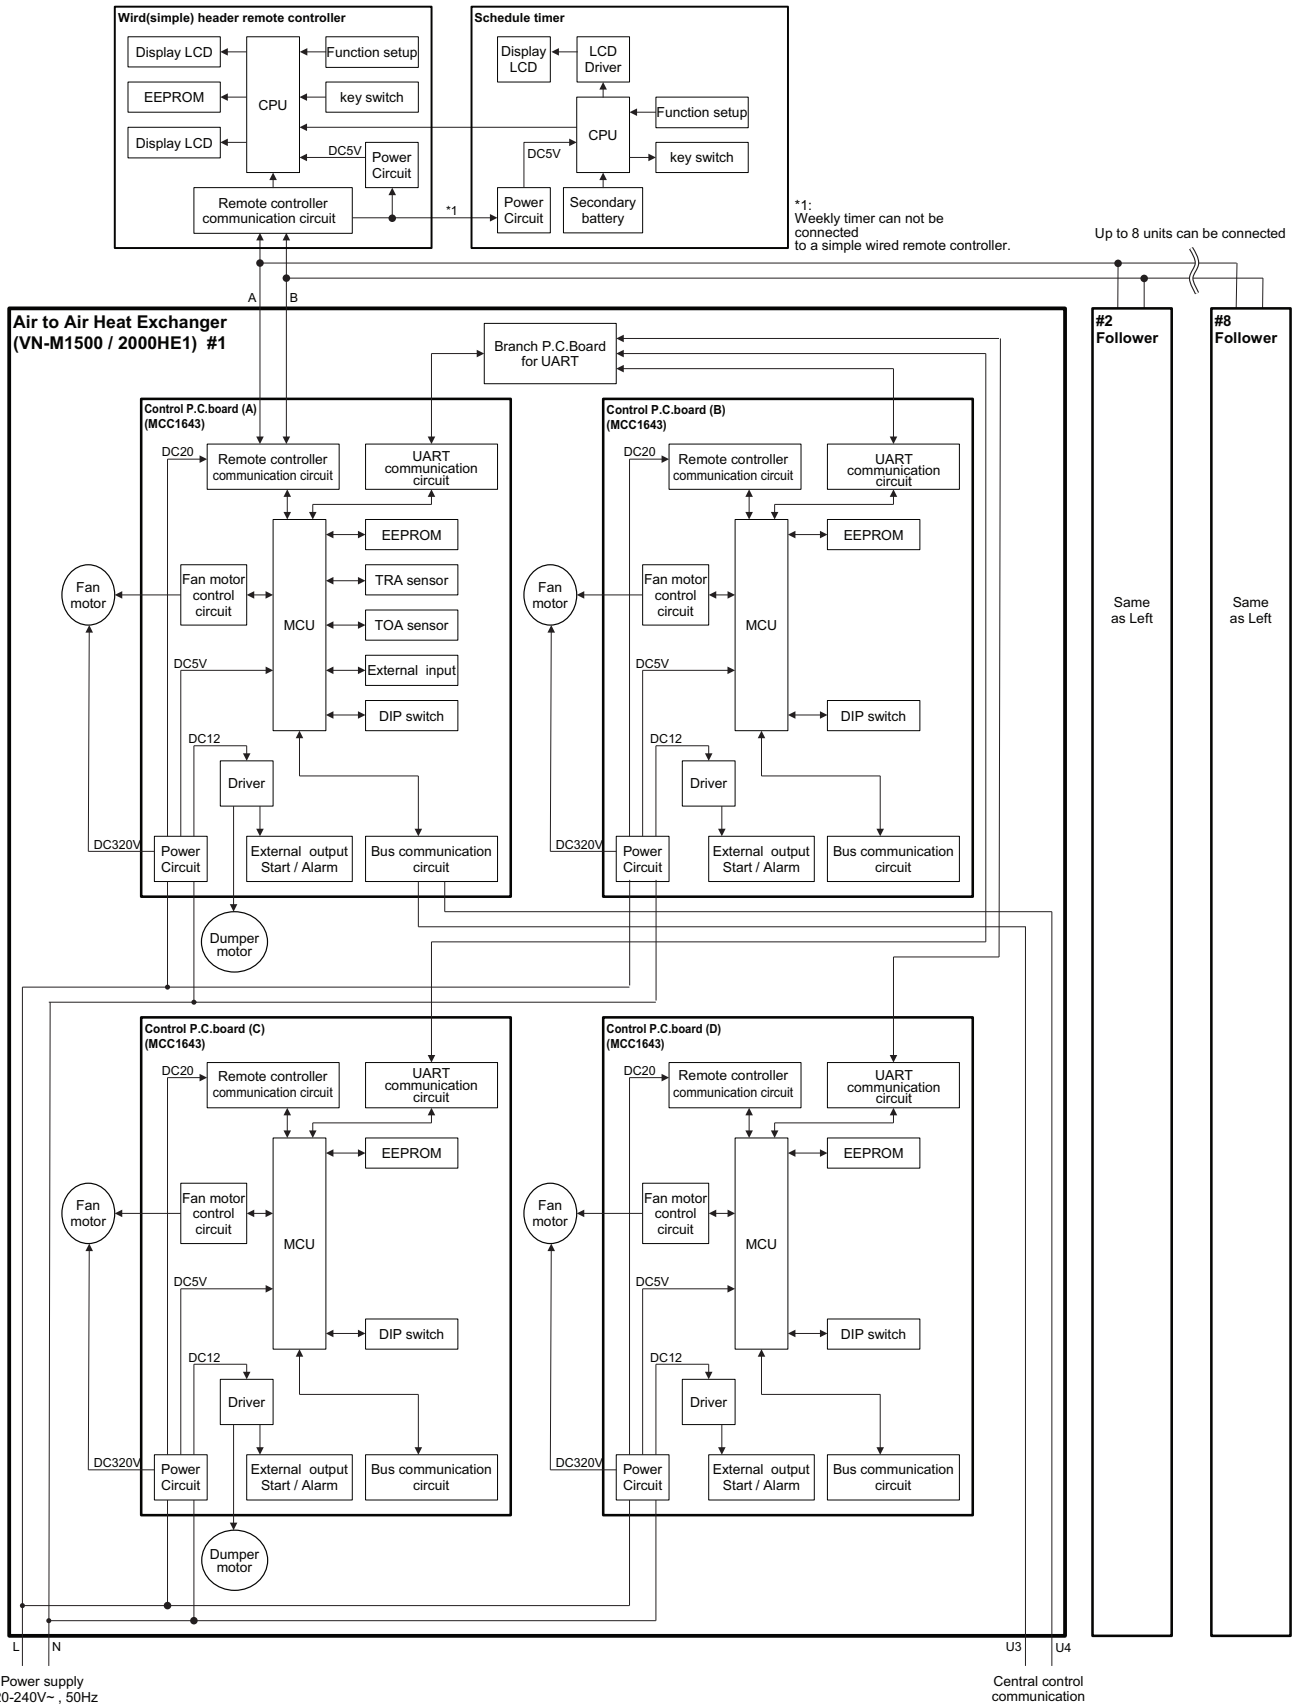 Wird(simple) header remote controller
Display LCD
EEPROM
Display LCD
CPU
Function setup
key switch
DC5V
Power
Circuit
Remote controller
communication circuit
*1
Schedule timer
Display
LCD
LCD
Driver
CPU
Function setup
key switch
DC5V
Power
Circuit
Secondary
battery
*1:
Weekly timer can not be
connected
to a simple wired remote controller.
Up to 8 units can be connected
A
B
Air to Air Heat Exchanger
(VN-M1500 / 2000HE1) #1
Branch P.C.Board
for UART
#2
Follower
Same
as Left
#8
Follower
Same
as Left
Control P.C.board (A)
(MCC1643)
DC20
Remote controller
communication circuit
UART
communication
circuit
EEPROM
TRA sensor
TOA sensor
External input
DIP switch
Fan
motor
Fan motor
control
circuit
MCU
DC5V
DC12
Driver
DC320V
Power
Circuit
External output
Start / Alarm
Bus communication
circuit
Dumper
motor
Control P.C.board (B)
(MCC1643)
DC20
Remote controller
communication circuit
UART
communication
circuit
EEPROM
Fan
motor
Fan motor
control
circuit
MCU
DC5V
DIP switch
DC12
Driver
DC320V
Power
Circuit
External output
Start / Alarm
Bus communication
circuit
Control P.C.board (C)
(MCC1643)
DC20
Remote controller
communication circuit
UART
communication
circuit
EEPROM
Fan
motor
Fan motor
control
circuit
MCU
DC5V
DIP switch
DC12
Driver
DC320V
Power
Circuit
External output
Start / Alarm
Bus communication
circuit
Dumper
motor
Control P.C.board (D)
(MCC1643)
DC20
Remote controller
communication circuit
UART
communication
circuit
EEPROM
Fan
motor
Fan motor
control
circuit
MCU
DC5V
DIP switch
DC12
Driver
DC320V
Power
Circuit
External output
Start / Alarm
Bus communication
circuit
L
N
U3
U4
Power supply
20-240V~ , 50Hz
Central control
communication